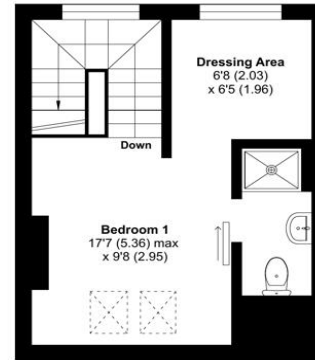 Dressing Area
6'8 (2.03)
x 6'5 (1.96)
Down
Bedroom 1
17'7 (5.36) max
x 9'8 (2.95)